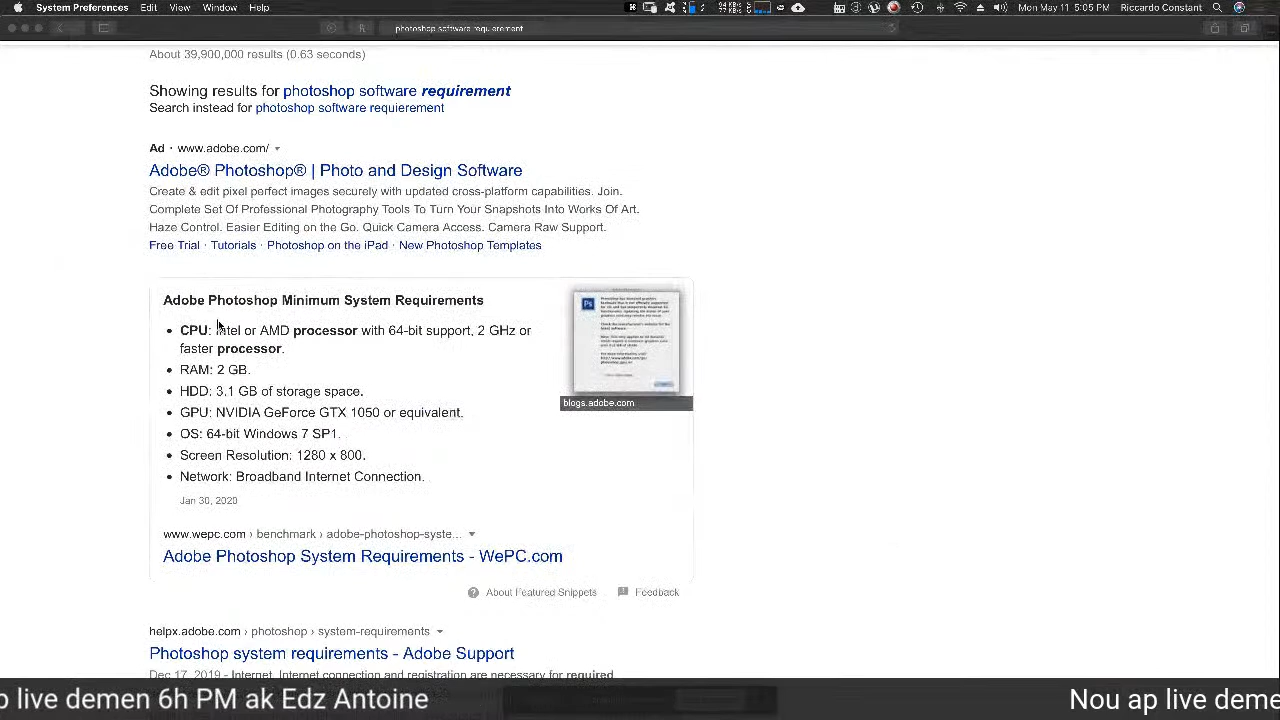 System Preferences Edit View Window Help
Mon May 11 5:05 PM Riccardo Constant
photoshop software requierement
About 39,900,000 results (0.63 seconds)
Showing results for photoshop software requirement
Search instead for photoshop software requierement
Ad · www.adobe.com/
Adobe® Photoshop® | Photo and Design Software
Create & edit pixel perfect images securely with updated cross-platform capabilities. Join.
Complete Set Of Professional Photography Tools To Turn Your Snapshots Into Works Of Art.
Haze Control. Easier Editing on the Go. Quick Camera Access. Camera Raw Support.
Free Trial · Tutorials · Photoshop on the iPad · New Photoshop Templates
Adobe Photoshop Minimum System Requirements
CPU: Intel or AMD processor 64-bit support, 2 GHz or
faster processor.
RAM: 2 GB.
HDD: 3.1 GB of storage space.
GPU: NVIDIA GeForce GTX 1050 or equivalent.
OS: 64-bit Windows 7 SP1.
Screen Resolution: 1280 x 800.
Network: Broadband Internet Connection.
Jan 30, 2020
Ps
blogs.adobe.com
www.wepc.com › benchmark › adobe-photoshop-syste...
Adobe Photoshop System Requirements - WePC.com
About Featured Snippets Feedback
helpx.adobe.com › photoshop › system-requirements
Photoshop system requirements - Adobe Support
Dec 17, 2019 - Internet. Internet connection and registration are necessary for required
p live demen 6h PM ak Edz Antoine Nou ap live deme